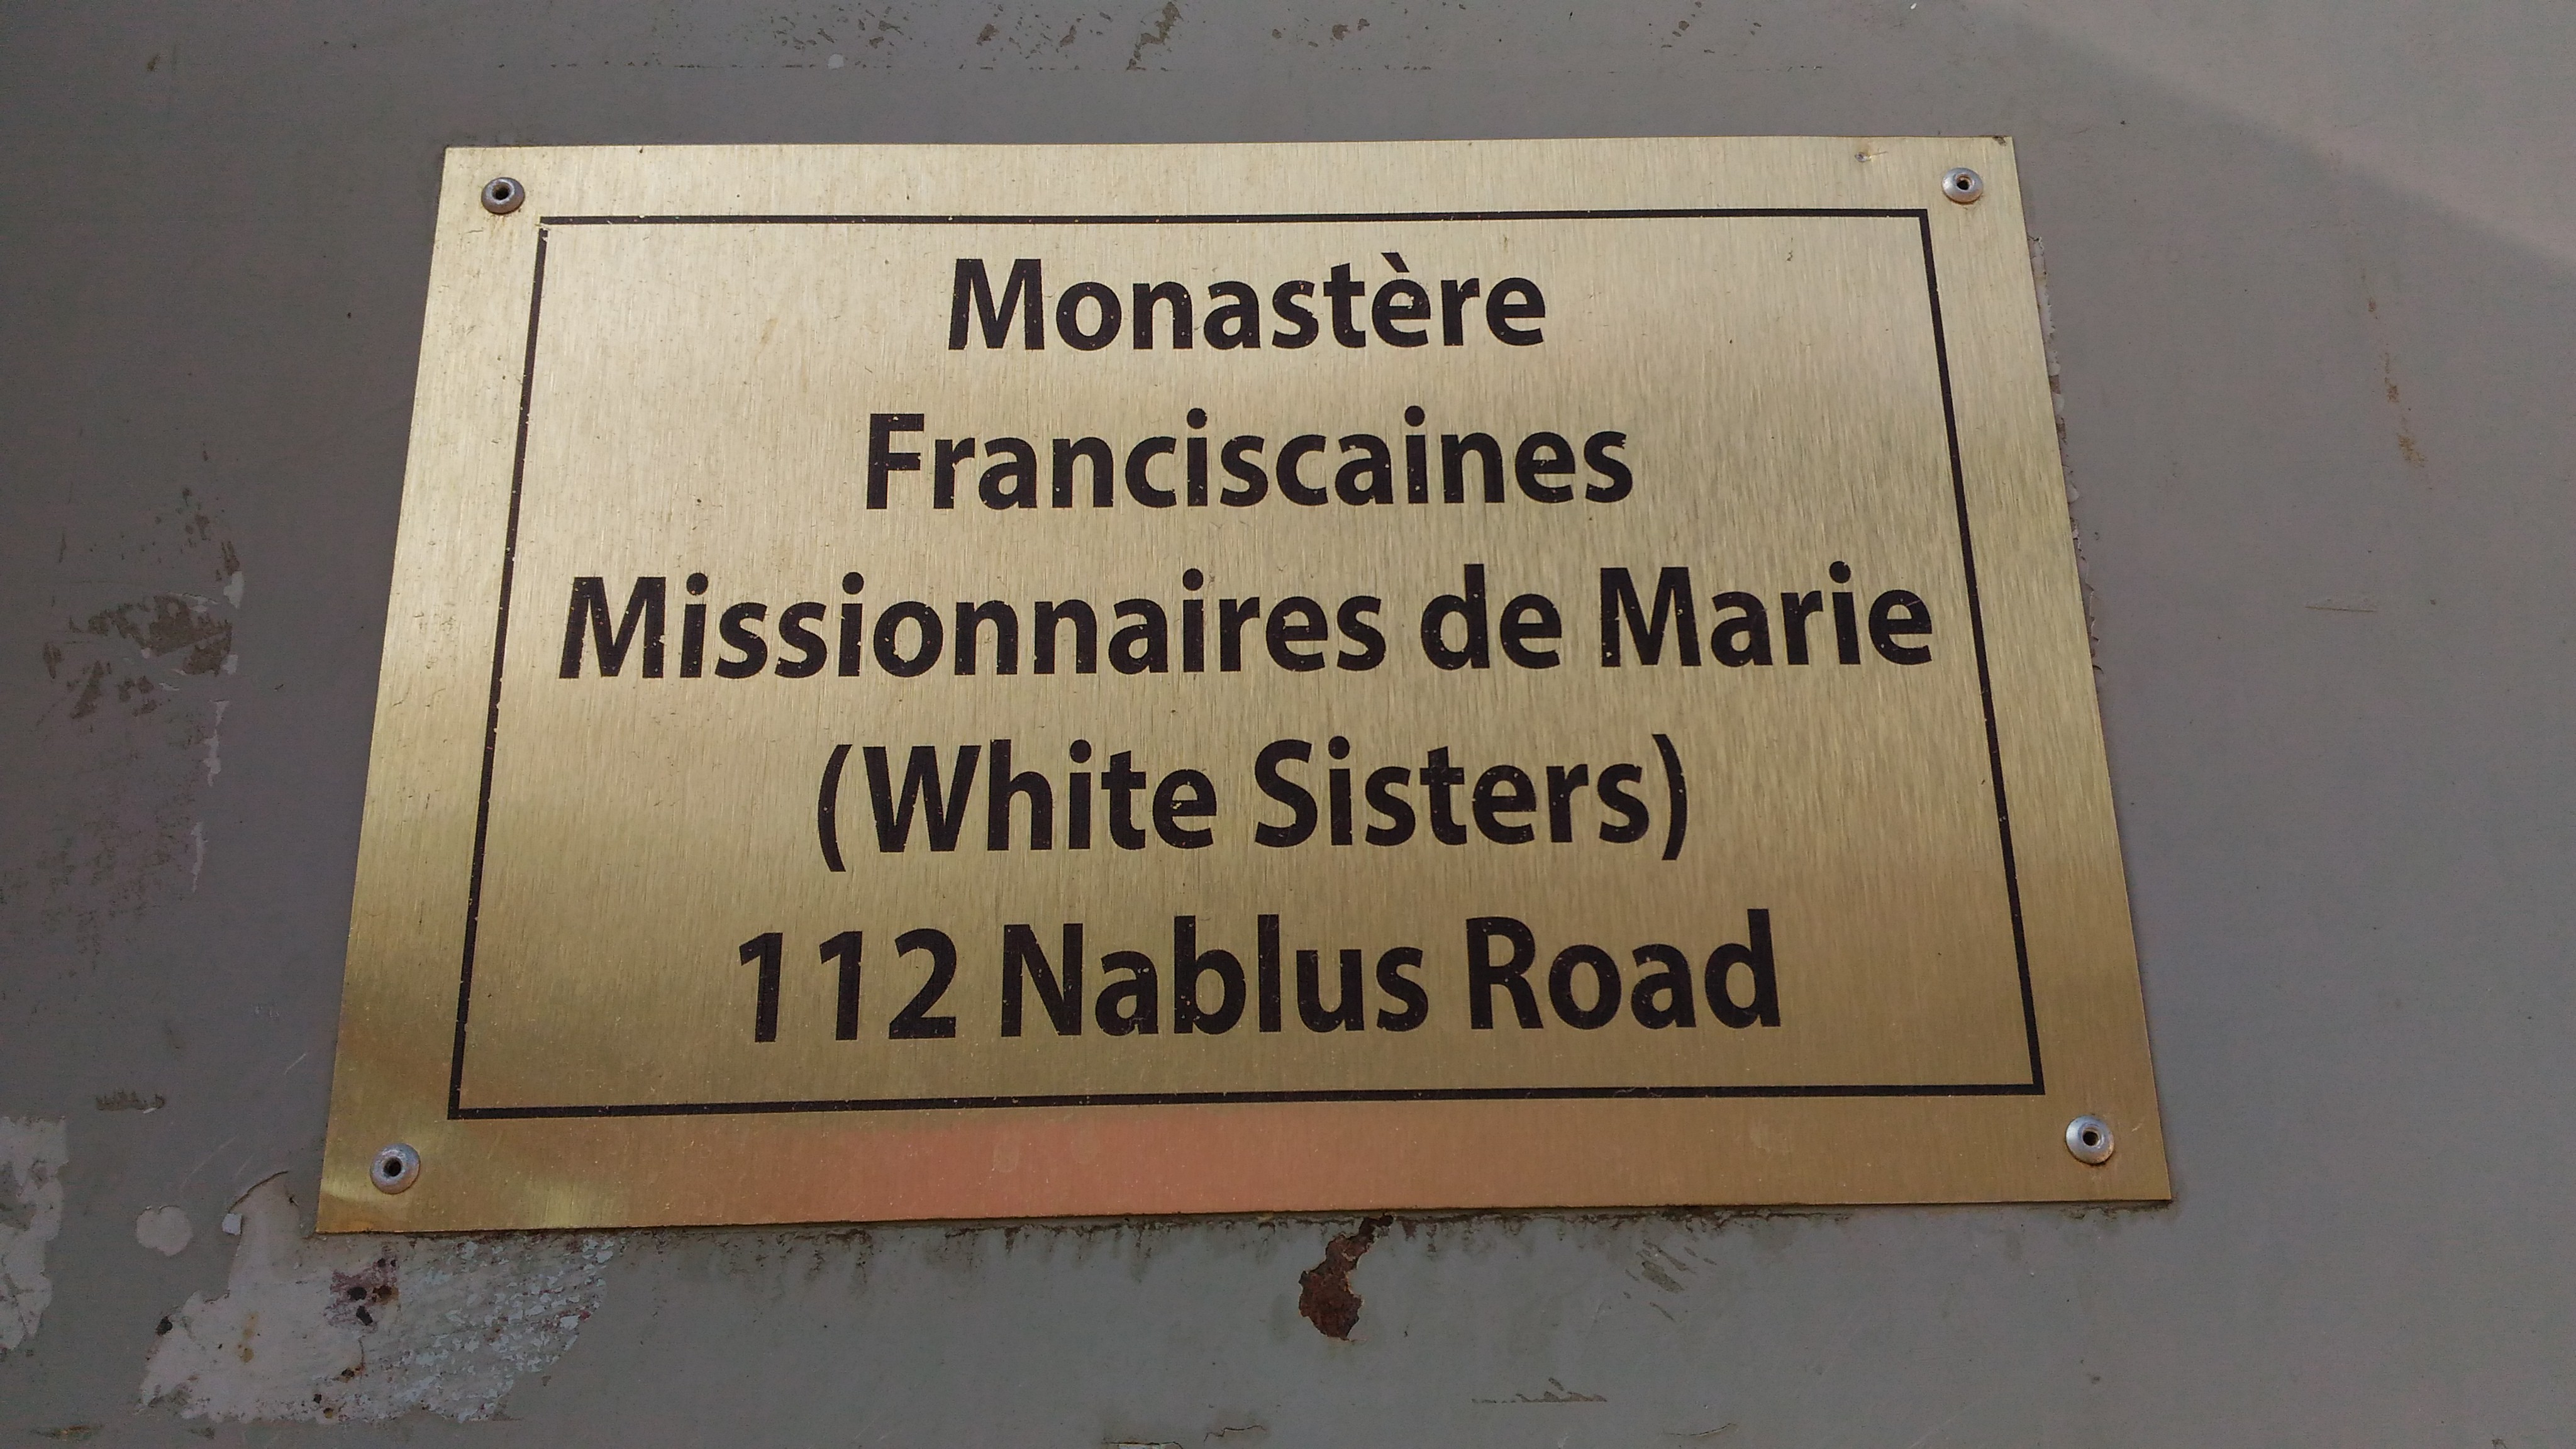 Monastère
Franciscaines
Missionnaires de Marie
(White Sisters)
112 Nablus Road